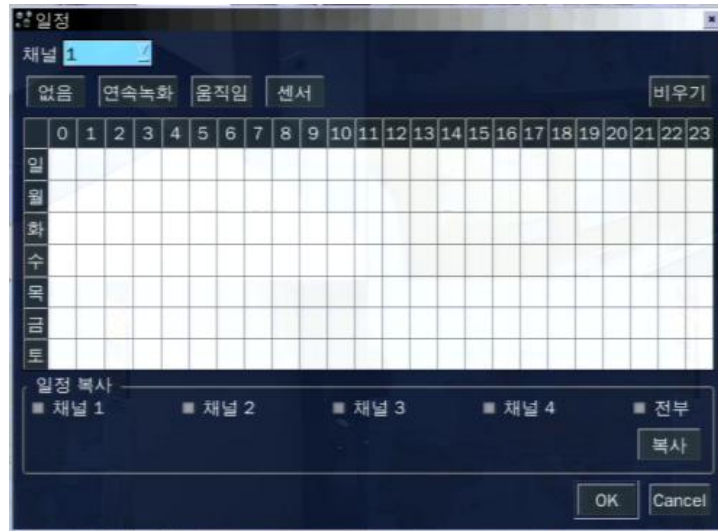 일정
채널 1
없음 연속녹화 움직임 센서 비우기
0 1 2 3 4 5 6 7 8 9 10 11 12 13 14 15 16 17 18 19 20 21 22 23
일
월
화
수
목
금
토
일정 복사
채널 1 채널 2 채널 3 채널 4 전부
복사
OK Cancel